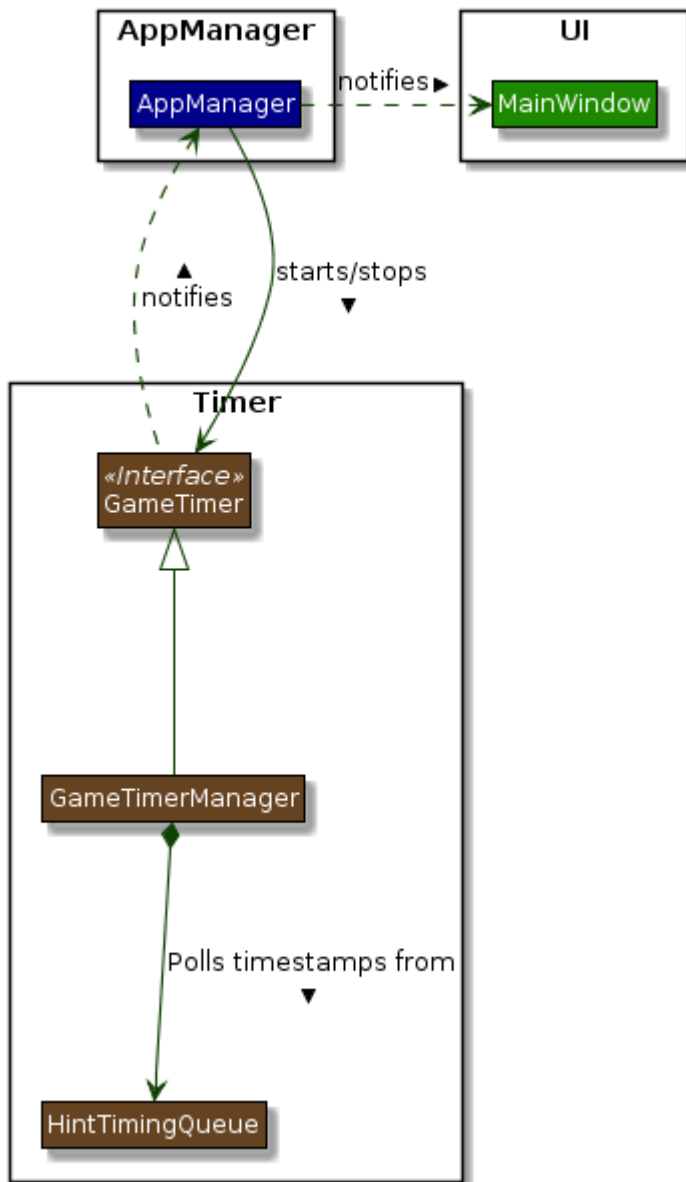 AppManager
UI
AppManager
notifies ▶
MainWindow
▲
notifies
starts/stops
▼
Timer
«Interface»
GameTimer
GameTimerManager
Polls timestamps from
▼
HintTimingQueue